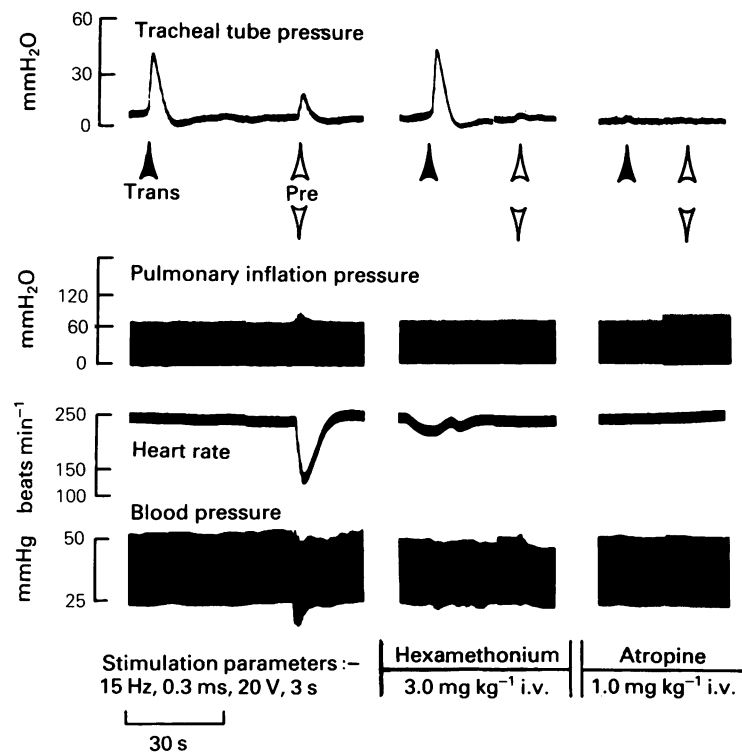 60
Tracheal tube pressure
mmH2O
30
0
Trans
Pre
Pulmonary inflation pressure
mmH2O
120
60
0
250
beats min−1
Heart rate
150
100
Blood pressure
50
mmHg
25
Stimulation parameters :−
15 Hz, 0.3 ms, 20 V, 3 s
Hexamethonium
3.0 mg kg−1 i.v.
Atropine
1.0 mg kg−1 i.v.
30 s